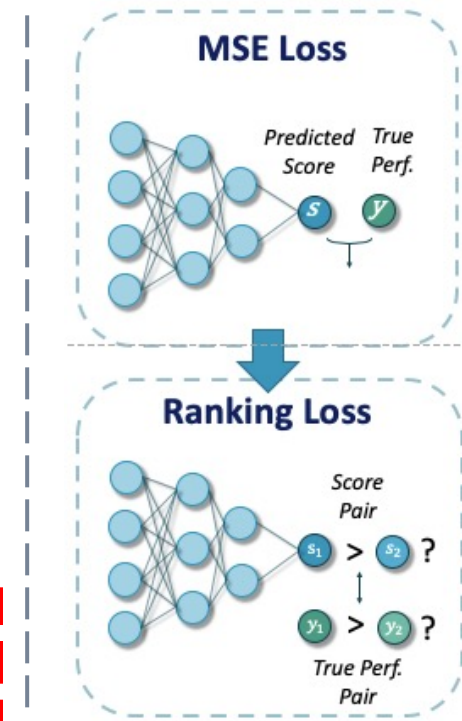 MSE Loss
Predicted True
Score Perf.
s y
Ranking Loss
Score
Pair
s₁ > s₂ ?
y₁ > y₂ ?
True Perf.
Pair